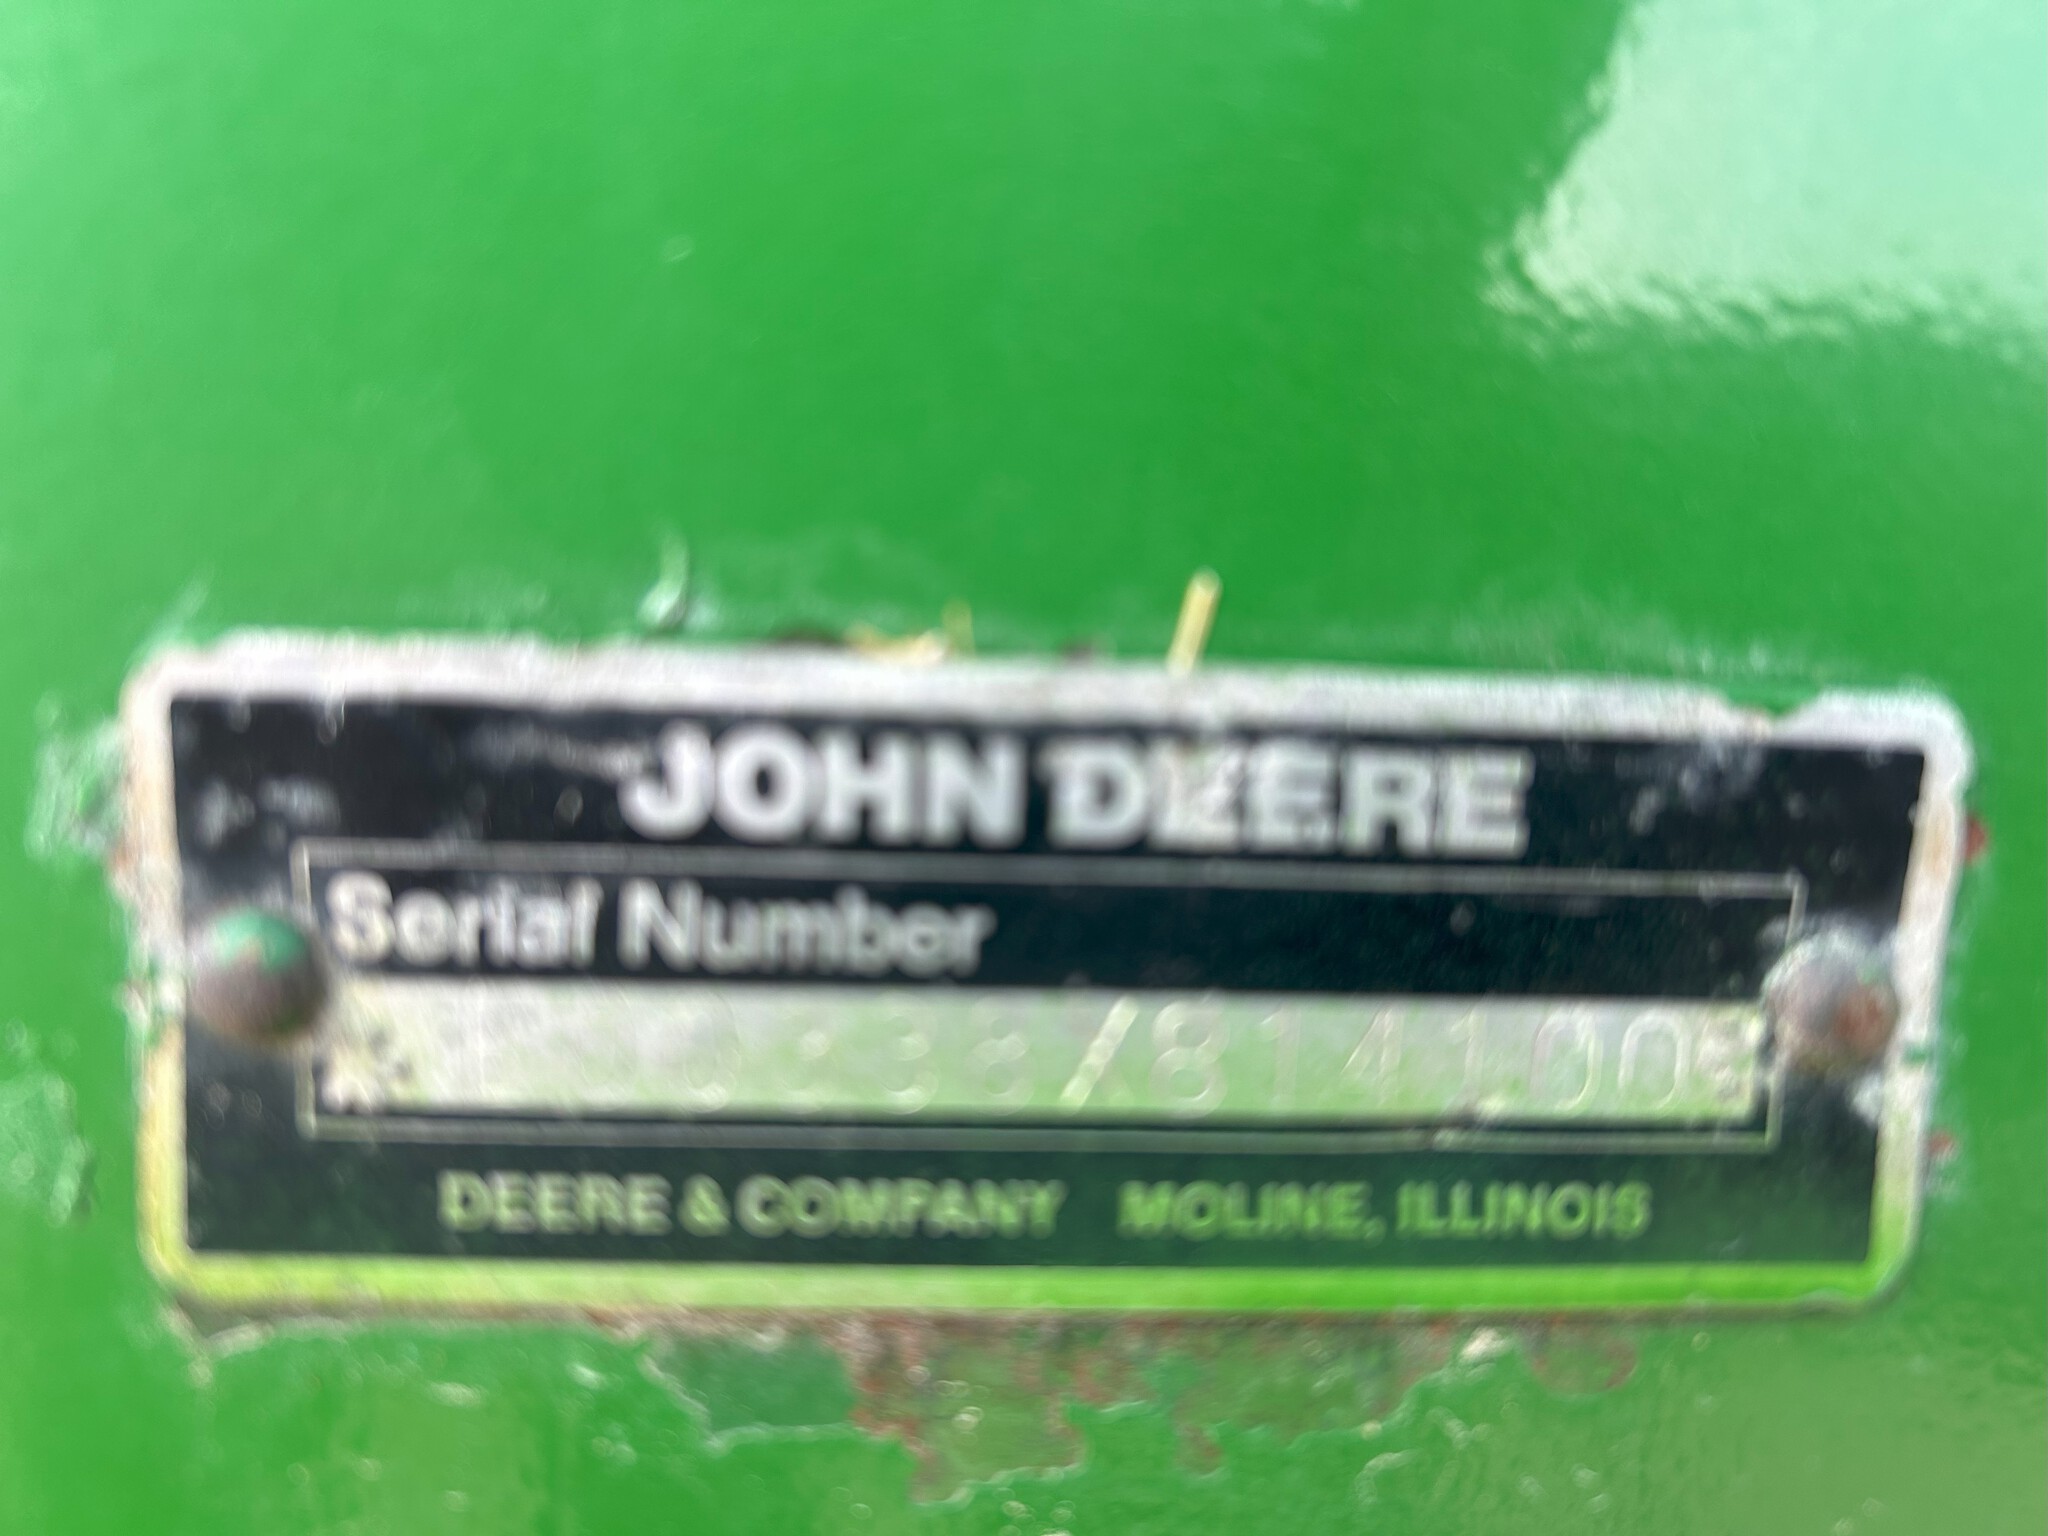 JOHN DEERE
Serial Number
DEERE & COMPANY MOLINE, ILLINOIS